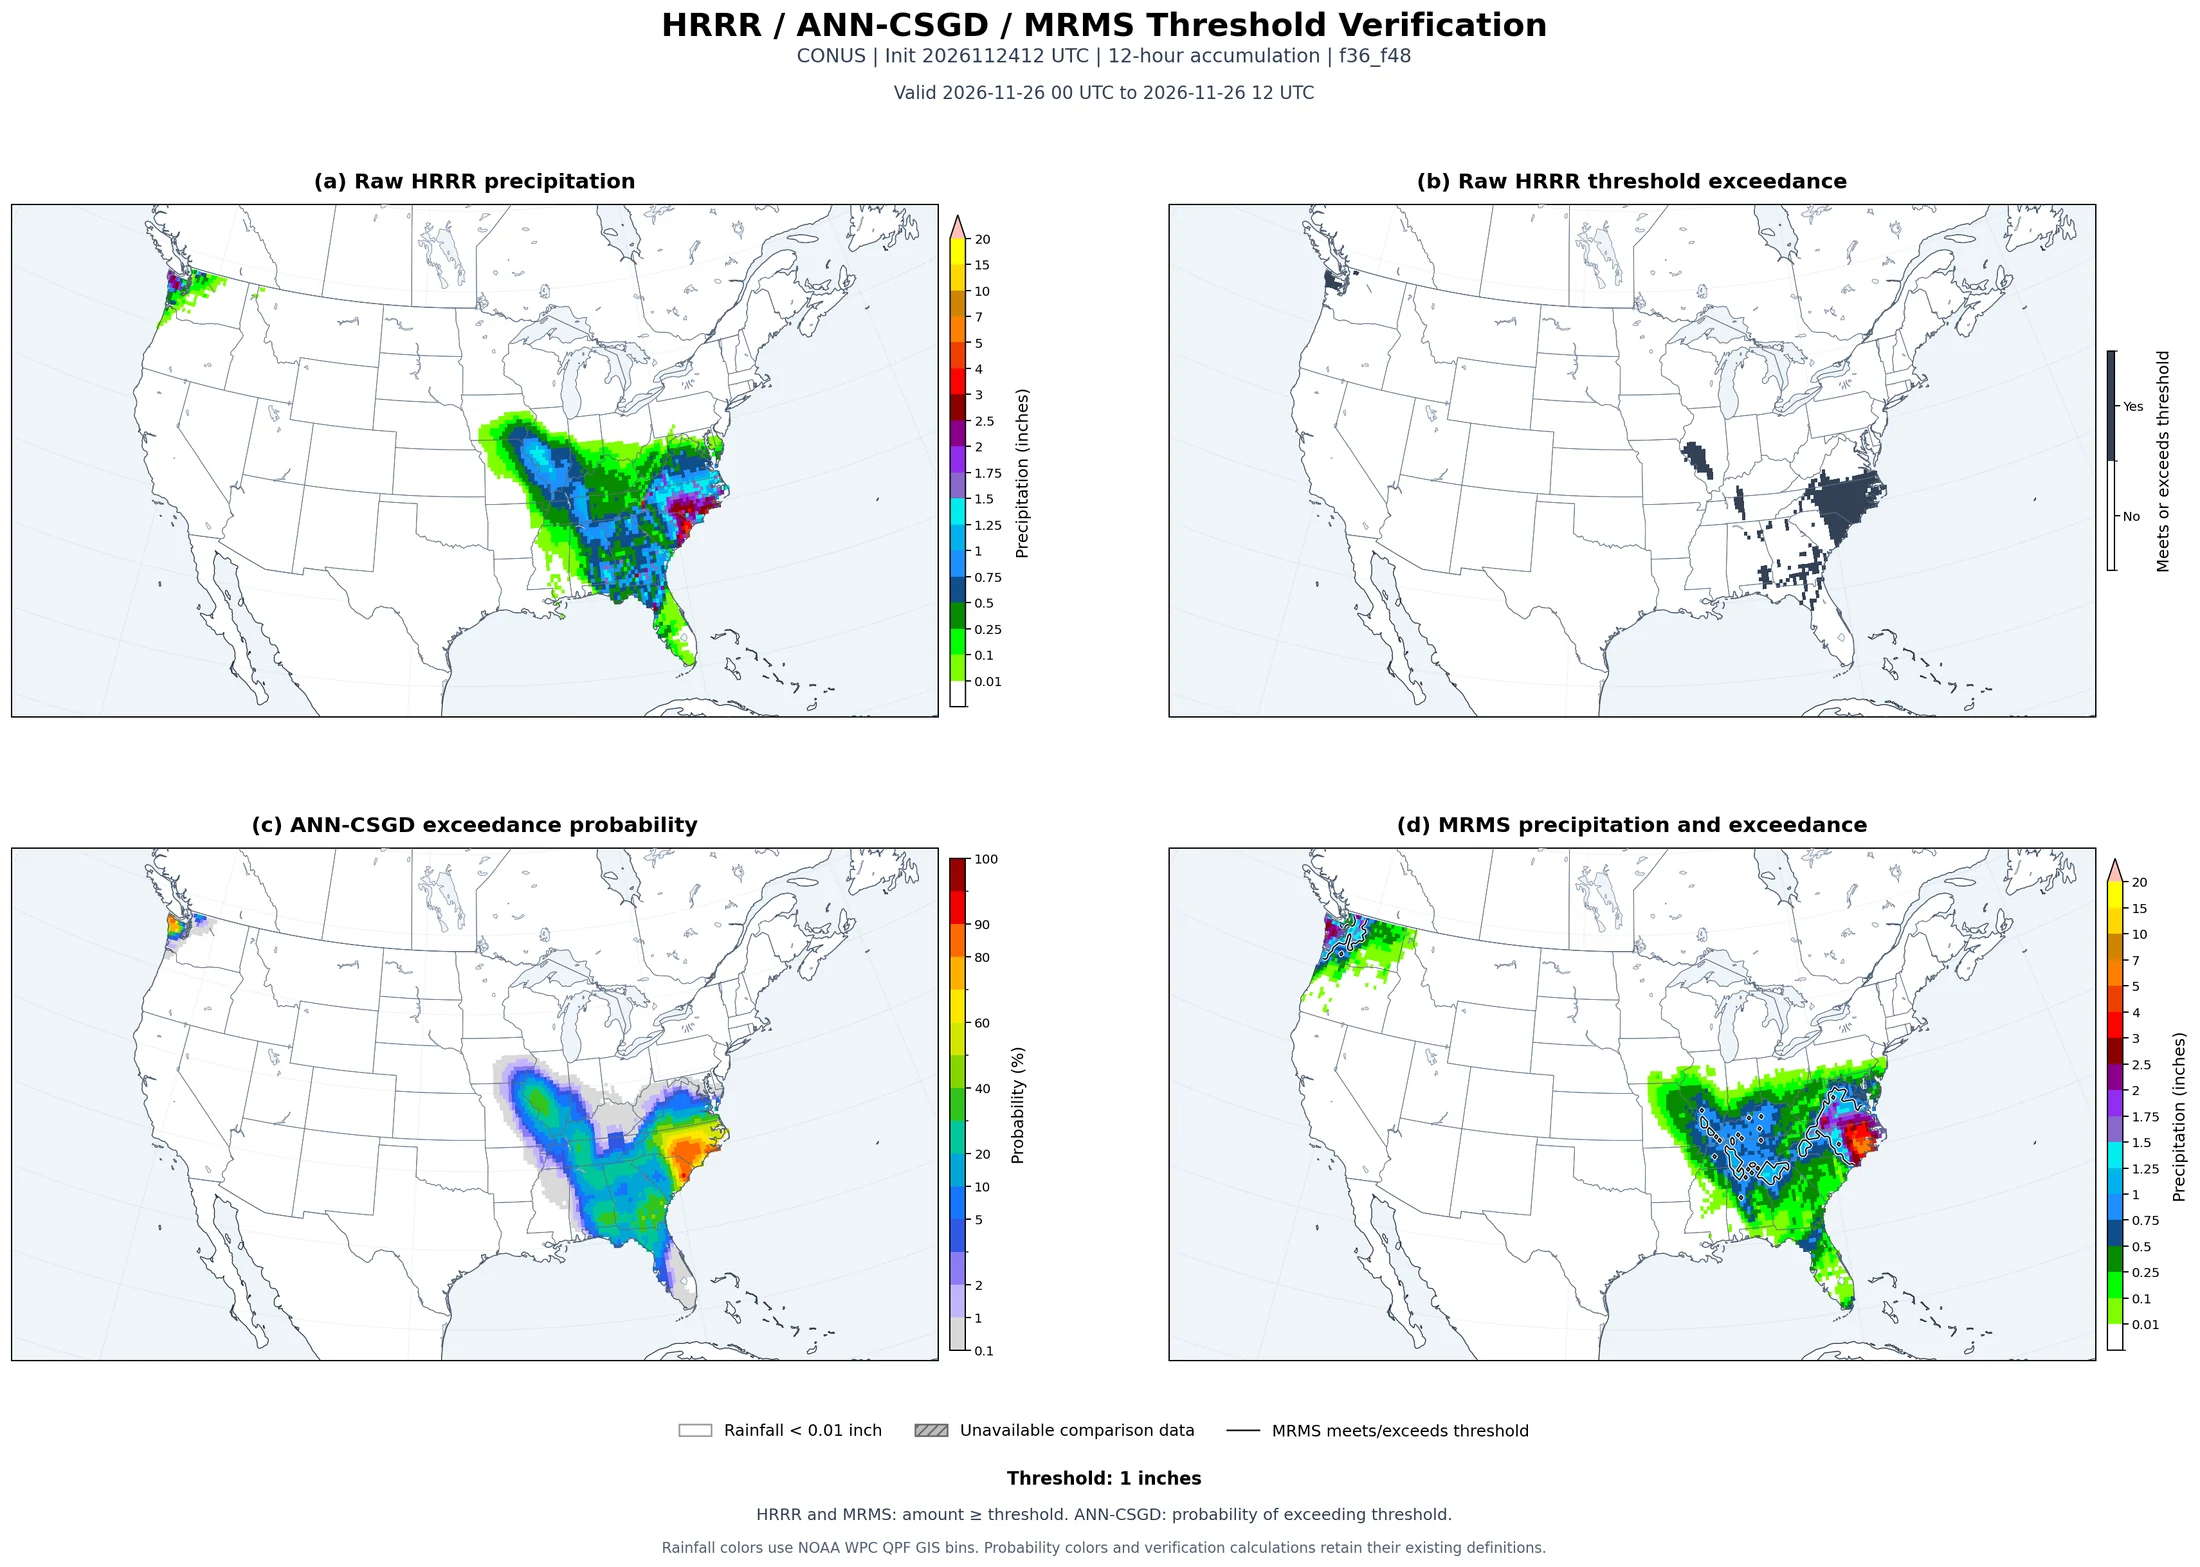 HRRR / ANN-CSGD / MRMS Threshold Verification
CONUS | Init 2026112412 UTC | 12-hour accumulation | f36_f48
Valid 2026-11-26 00 UTC to 2026-11-26 12 UTC
(a) Raw HRRR precipitation
20
15
10
7
5
4
3
2.5
2
1.75
1.5
1.25
1
0.75
0.5
0.25
0.1
0.01
Precipitation (inches)
(b) Raw HRRR threshold exceedance
Yes
No
Meets or exceeds threshold
(c) ANN-CSGD exceedance probability
100
90
80
60
40
20
10
5
2
1
0.1
Probability (%)
(d) MRMS precipitation and exceedance
20
15
10
7
5
4
3
2.5
2
1.75
1.5
1.25
1
0.75
0.5
0.25
0.1
0.01
Precipitation (inches)
Rainfall < 0.01 inch
Unavailable comparison data
MRMS meets/exceeds threshold
Threshold: 1 inches
HRRR and MRMS: amount ≥ threshold. ANN-CSGD: probability of exceeding threshold.
Rainfall colors use NOAA WPC QPF GIS bins. Probability colors and verification calculations retain their existing definitions.